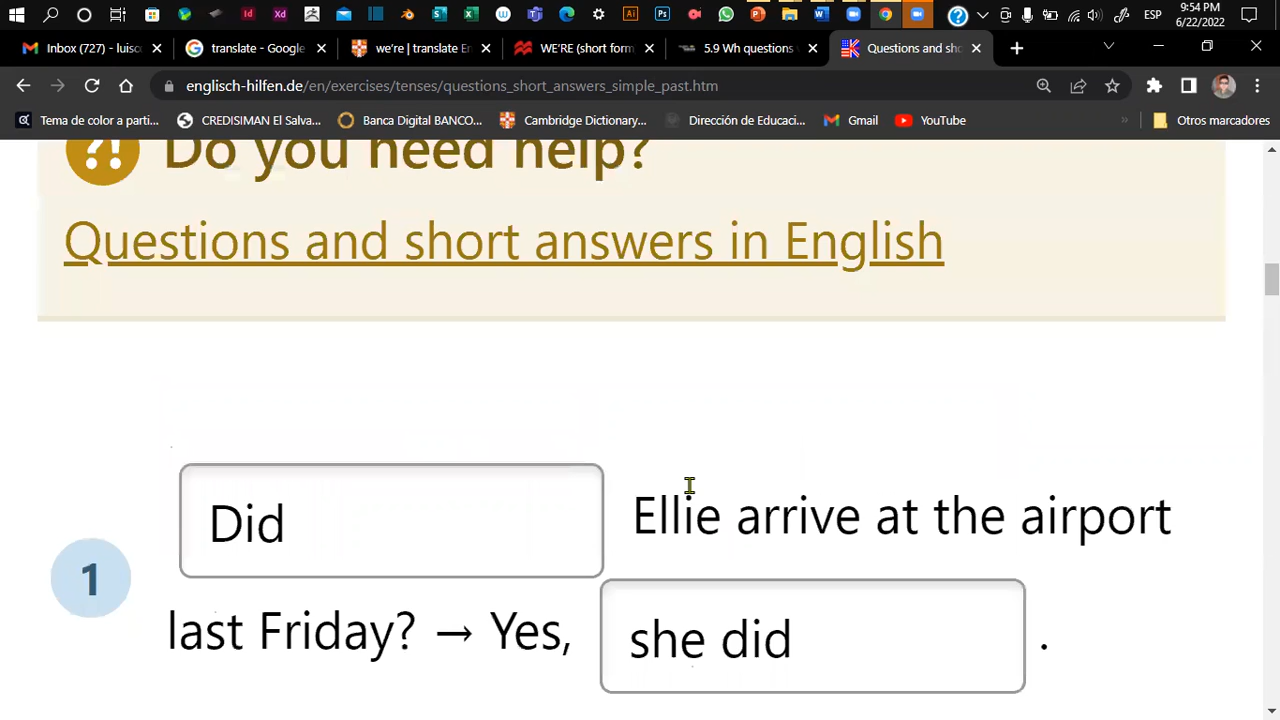 9:54 PM
ESP
6/22/2022
Inbox (727) - luisc
translate - Google
we're | translate En
WE'RE (short form
5.9 Wh questions
Questions and sho
englisch-hilfen.de/en/exercises/tenses/questions_short_answers_simple_past.htm
Tema de color a parti...
CREDISIMAN El Salva...
Banca Digital BANCO...
Cambridge Dictionary...
Dirección de Educaci...
Gmail
YouTube
Otros marcadores
?! Do you need help?
Questions and short answers in English
Did Ellie arrive at the airport
1
last Friday? → Yes, she did .